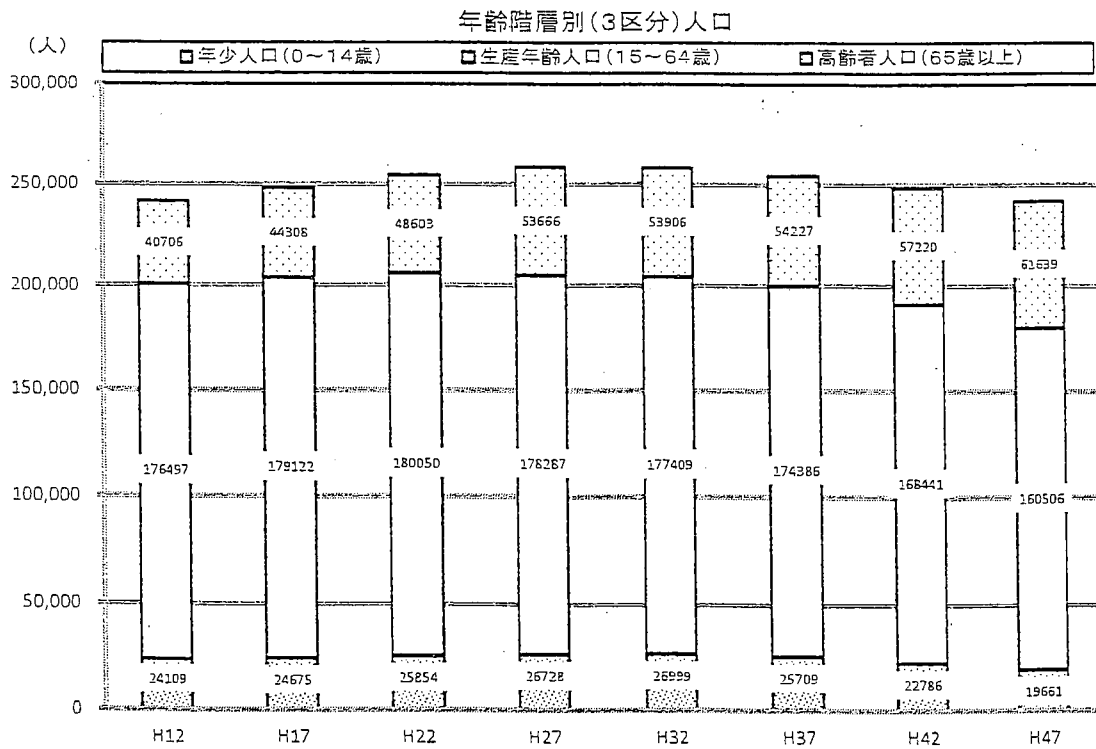 年齢階層別(3区分)人口
(人)
年少人口(0～14歳) 生産年齢人口(15～64歳) 高齢者人口(65歳以上)
300,000
250,000
40706 44308 48603 53666 53906 54227 57220 61639
200,000
150,000
176497 179122 180050 178287 177409 174386 168441 160506
100,000
50,000
24109 24675 25854 26728 26999 25709 22786 19661
0
H12 H17 H22 H27 H32 H37 H42 H47